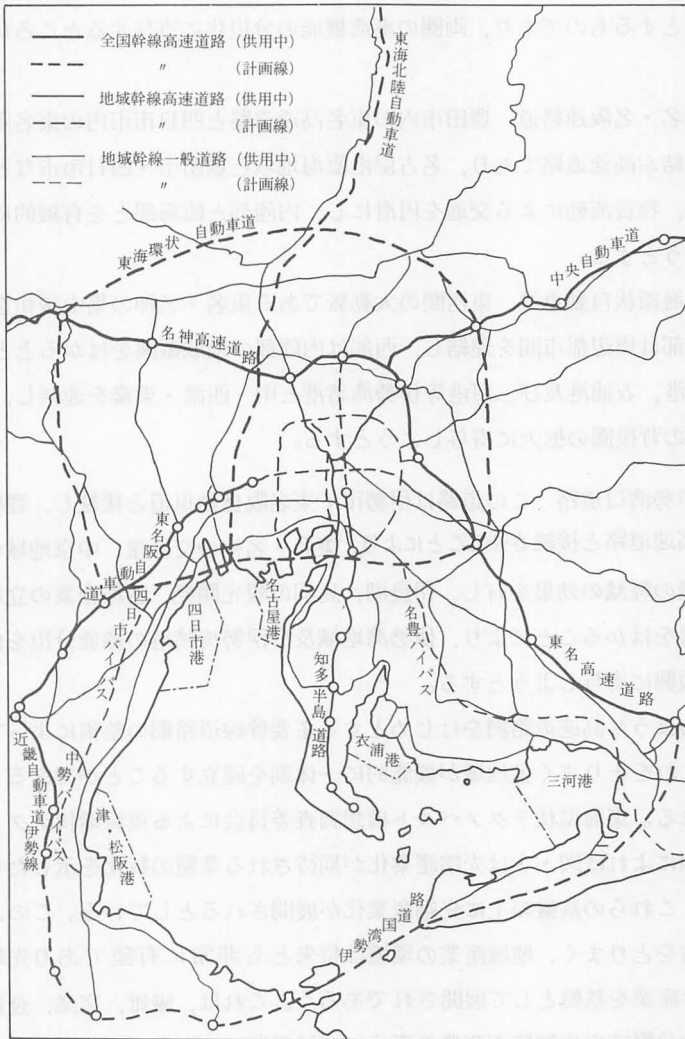 全国幹線高速道路（供用中）
〃（計画線）
地域幹線高速道路（供用中）
〃（計画線）
地域幹線一般道路（供用中）
〃（計画線）
東海北陸自動車道
東海環状自動車道
中央自動車道
名神高速道路
東名阪自動車道
四日市バイパス
四日港
名古屋港
名豊バイパス
東名高速道路
知多半島道路
衣浦港
三河港
近畿自動車道伊勢線
中勢バイパス
津松阪港
伊勢湾国道路